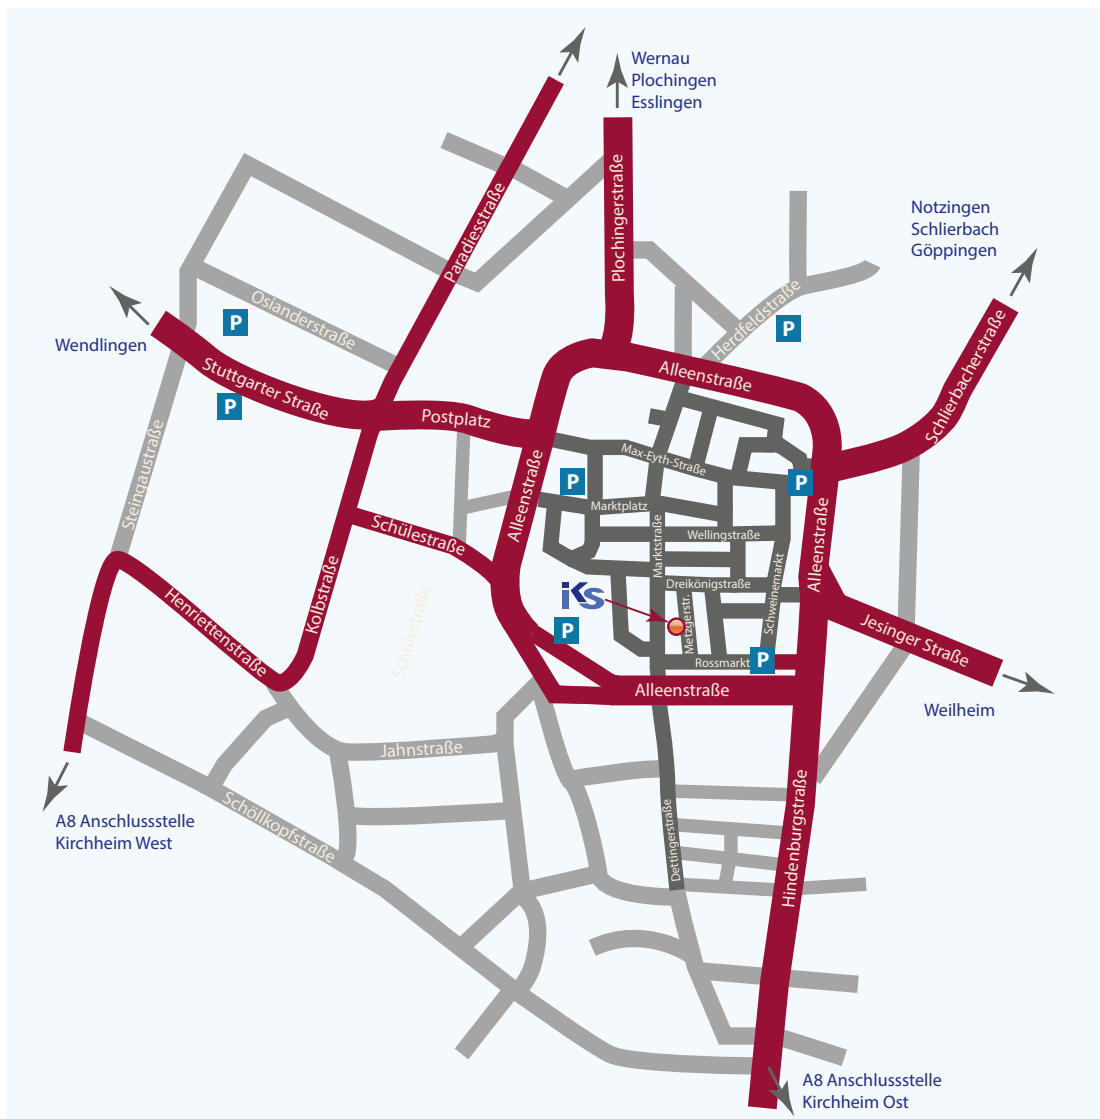 Wernau
Plochingen
Esslingen
Notzingen
Schlierbach
Göppingen
Paradiesstraße
Plochingerstraße
Osianderstraße
P
Herdfeldstraße
P
Wendlingen
Stuttgarter Straße
P
Postplatz
Alleenstraße
Schlierbacherstraße
Max-Eyth-Straße
Steingaustraße
P
P
Alleenstraße
Marktplatz
Schülestraße
Marktstraße
Wellingstraße
Alleenstraße
Dreikönigstraße
Schweinemarkt
iKS
Metzgerstr.
Kolbstraße
Henriettenstraße
Schülestraße
P
Rossmarkt
P
Jesinger Straße
Alleenstraße
Weilheim
Jahnstraße
Schöllkopfstraße
Dettingerstraße
Hindenburgstraße
A8 Anschlussstelle
Kirchheim West
A8 Anschlussstelle
Kirchheim Ost